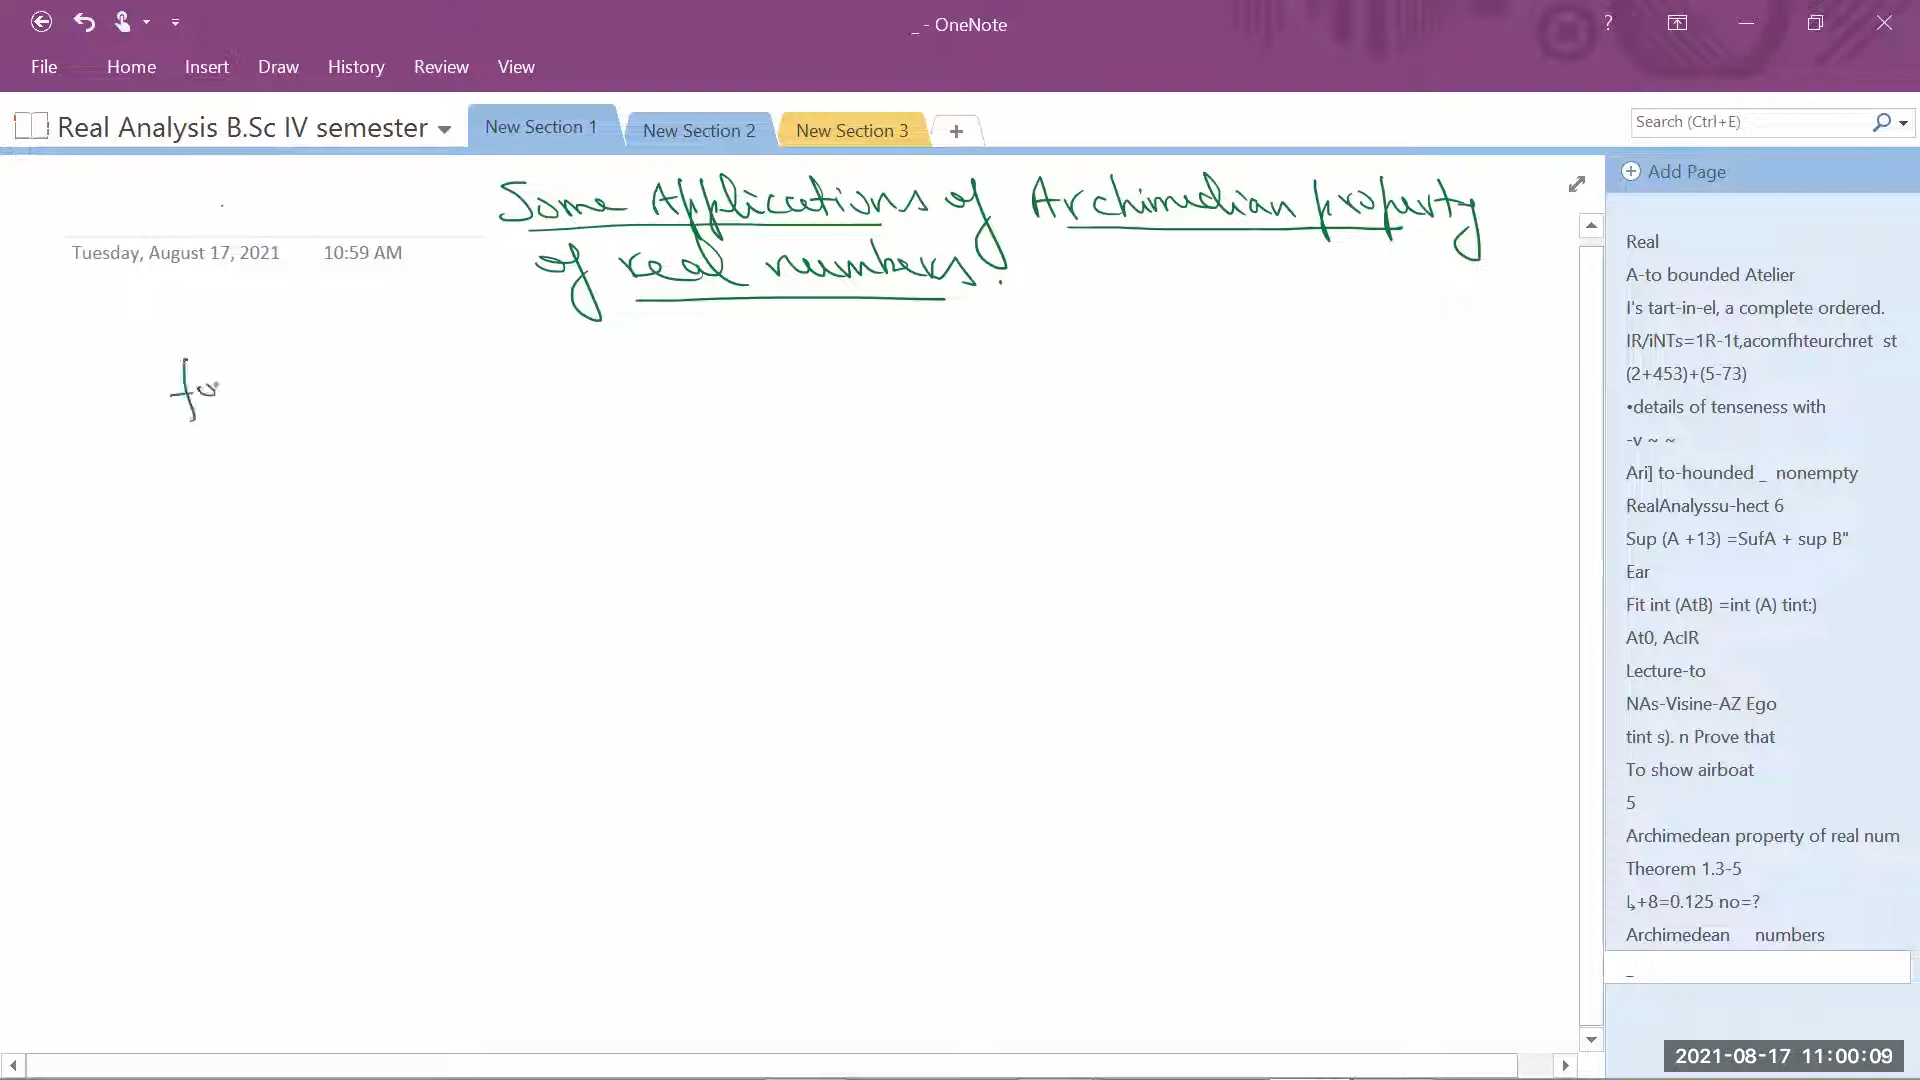 _ - OneNote
?
File Home Insert Draw History Review View
Real Analysis B.Sc IV semester
New Section 1
New Section 2
New Section 3
+
Search (Ctrl+E)
Some Applications of Archimedian property
of real numbers.
Tuesday, August 17, 2021 10:59 AM
fo
Add Page
Real
A-to bounded Atelier
I's tart-in-el, a complete ordered.
IR/iNTs=1R-1t,acomfhteurchret st
(2+453)+(5-73)
•details of tenseness with
-v ~ ~
Ari] to-hounded _ nonempty
RealAnalyssu-hect 6
Sup (A +13) =SufA + sup B"
Ear
Fit int (AtB) =int (A) tint:)
At0, AcIR
Lecture-to
NAs-Visine-AZ Ego
tint s). n Prove that
To show airboat
5
Archimedean property of real num
Theorem 1.3-5
l,+8=0.125 no=?
Archimedean numbers
_
2021-08-17 11:00:09